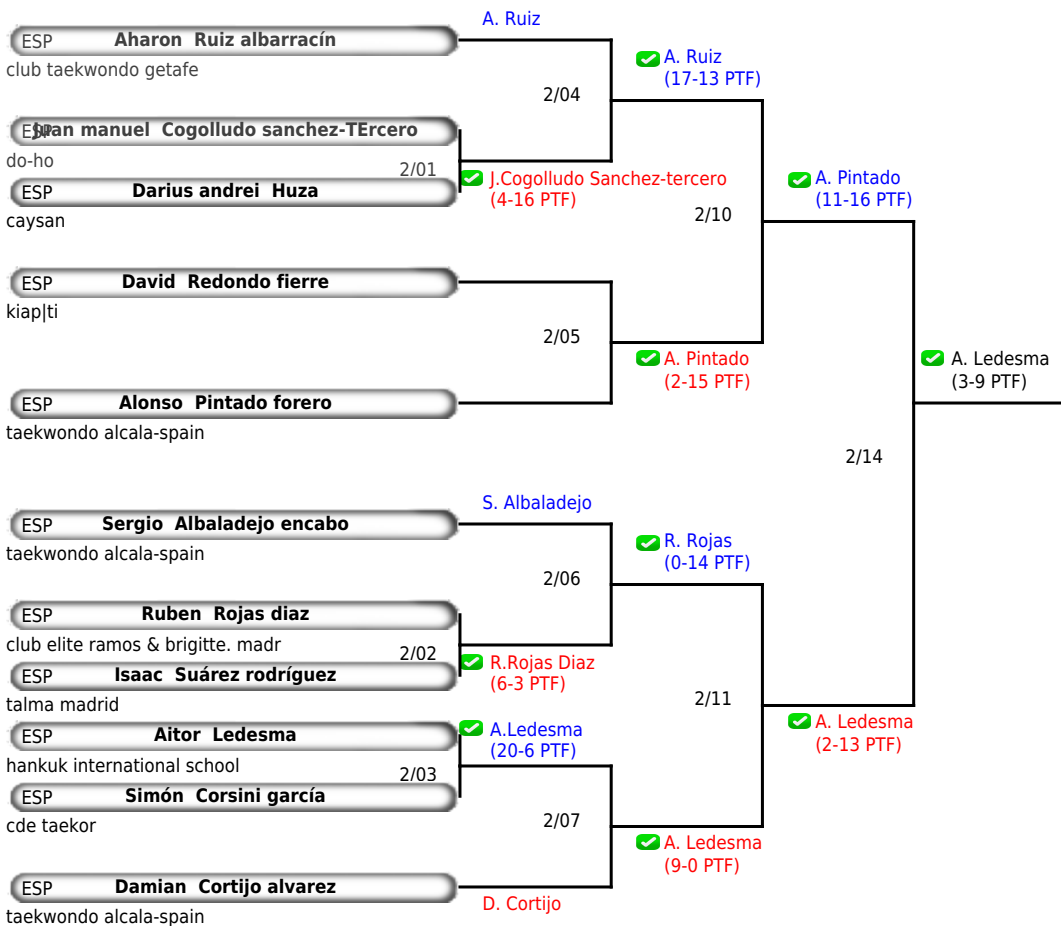 A. Ruiz
ESP Aharon Ruiz albarracín
club taekwondo getafe
A. Ruiz
(17-13 PTF)
2/04
ESP Juan manuel Cogolludo sanchez-TErcero
do-ho
2/01
J.Cogolludo Sanchez-tercero
(4-16 PTF)
ESP Darius andrei Huza
caysan
A. Pintado
(11-16 PTF)
2/10
ESP David Redondo fierre
kiap|ti
2/05
A. Pintado
(2-15 PTF)
A. Ledesma
(3-9 PTF)
ESP Alonso Pintado forero
taekwondo alcala-spain
2/14
S. Albaladejo
ESP Sergio Albaladejo encabo
taekwondo alcala-spain
R. Rojas
(0-14 PTF)
2/06
ESP Ruben Rojas diaz
club elite ramos & brigitte. madr
2/02
R.Rojas Diaz
(6-3 PTF)
ESP Isaac Suárez rodríguez
talma madrid
2/11
A. Ledesma
(2-13 PTF)
ESP Aitor Ledesma
hankuk international school
A.Ledesma
(20-6 PTF)
2/03
ESP Simón Corsini garcía
cde taekor
2/07
A. Ledesma
(9-0 PTF)
ESP Damian Cortijo alvarez
taekwondo alcala-spain
D. Cortijo